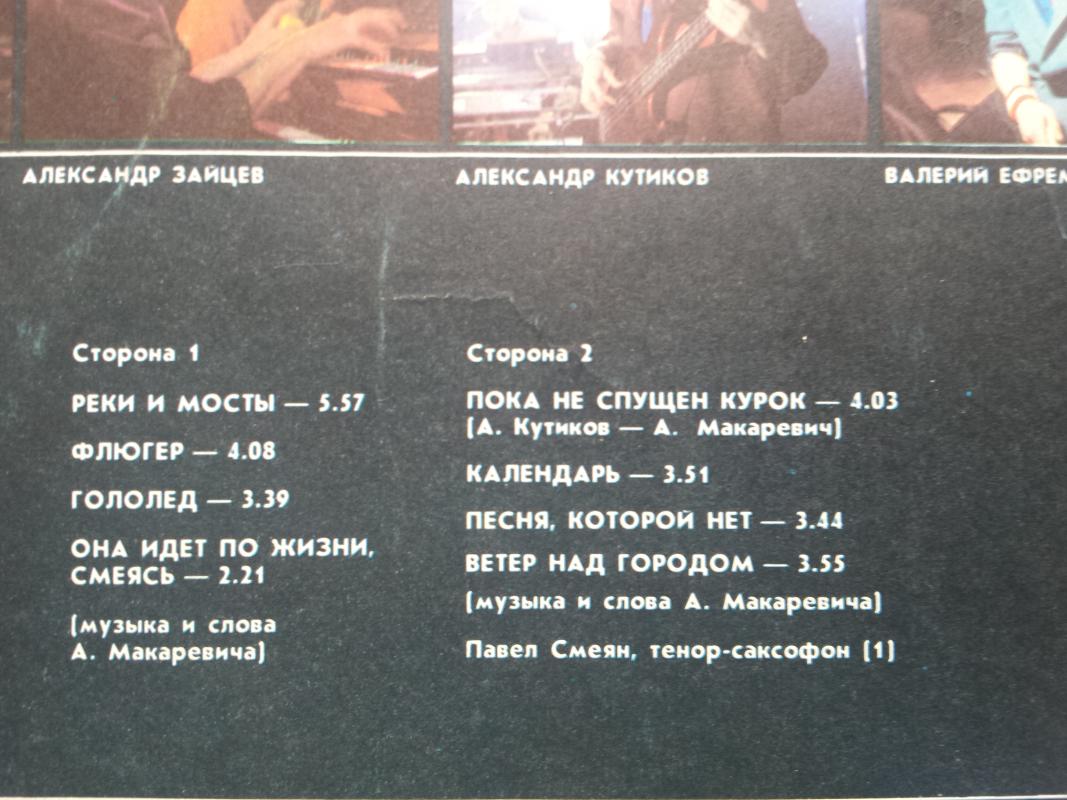 АЛЕКСАНДР ЗАЙЦЕВ
АЛЕКСАНДР КУТИКОВ
ВАЛЕРИЙ ЕФРЕМ
Сторона 1
РЕКИ И МОСТЫ — 5.57
ФЛЮГЕР — 4.08
ГОЛОЛЕД — 3.39
ОНА ИДЕТ ПО ЖИЗНИ,
СМЕЯСЬ — 2.21
(музыка и слова
А. Макаревича)
Сторона 2
ПОКА НЕ СПУЩЕН КУРОК — 4.03
(А. Кутиков — А. Макаревич)
КАЛЕНДАРЬ — 3.51
ПЕСНЯ, КОТОРОЙ НЕТ — 3.44
ВЕТЕР НАД ГОРОДОМ — 3.55
(музыка и слова А. Макаревича)
Павел Смеян, тенор-саксофон (1)